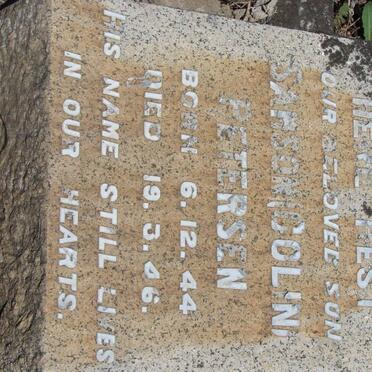 HERE REST
OUR BELOVED SON
SAMSON COLIN
PETERSEN
BORN 6.12.44
DIED 19.3.46.
HIS NAME STILL LIVES
IN OUR HEARTS.